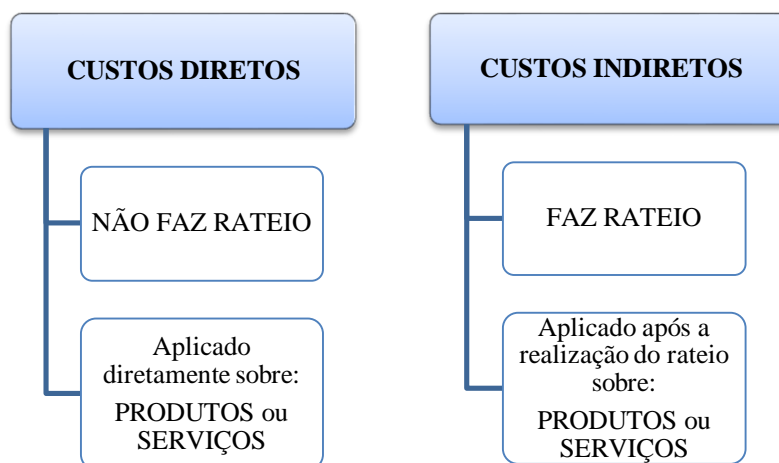 CUSTOS DIRETOS
NÃO FAZ RATEIO
Aplicado
diretamente sobre:
PRODUTOS ou
SERVIÇOS
CUSTOS INDIRETOS
FAZ RATEIO
Aplicado após a
realização do rateio
sobre:
PRODUTOS ou
SERVIÇOS